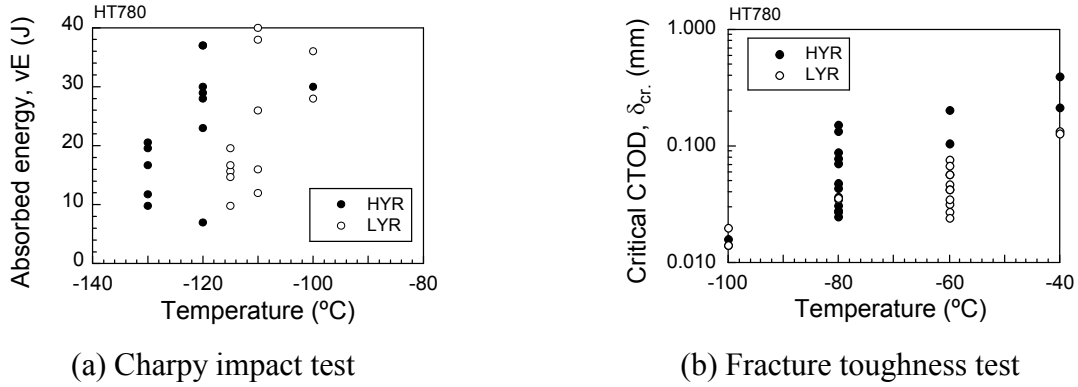 HT780
40
30
20
10
0
Absorbed energy, vE (J)
HYR
LYR
-140
-120
-100
-80
Temperature (ºC)
(a) Charpy impact test
HT780
1.000
0.100
0.010
Critical CTOD, δcr. (mm)
HYR
LYR
-100
-80
-60
-40
Temperature (ºC)
(b) Fracture toughness test